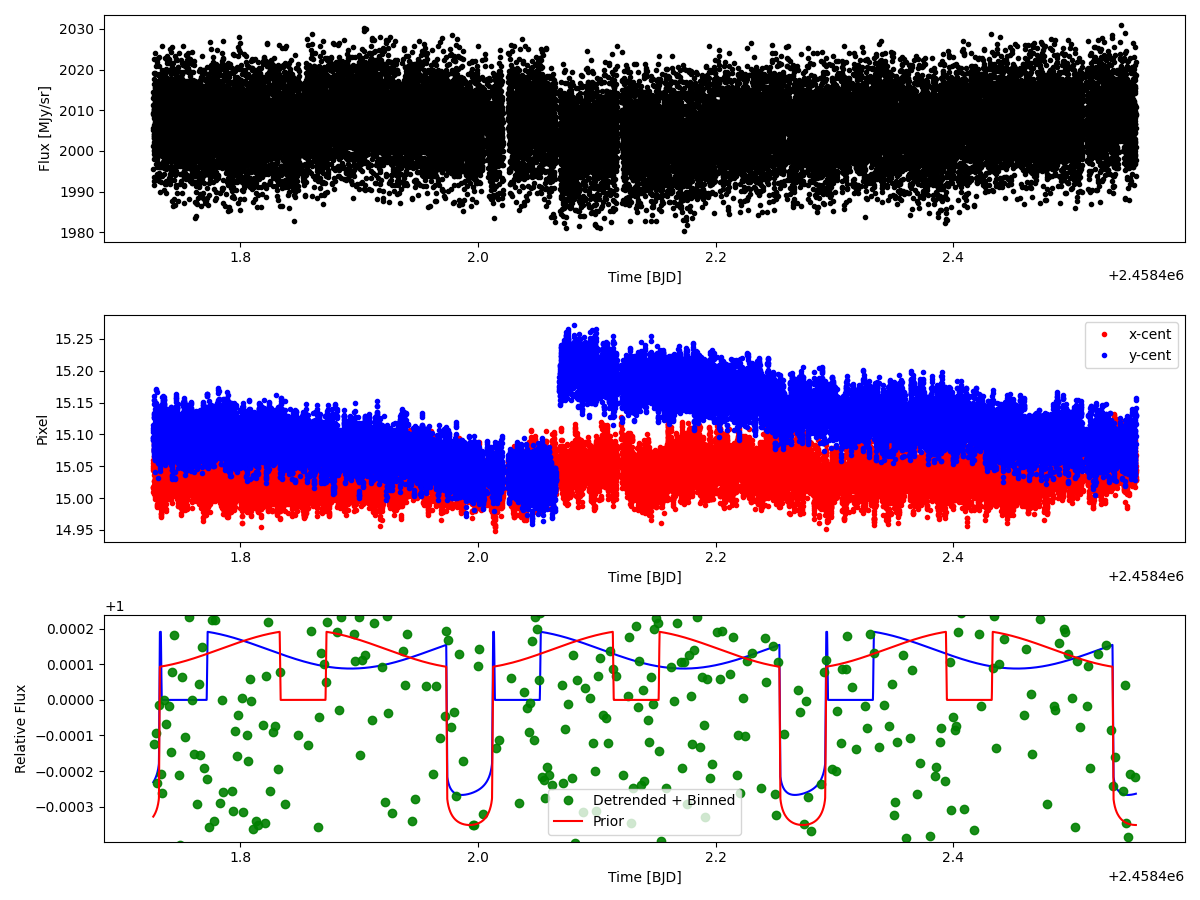 2030
2020
2010
2000
1990
1980
Flux [MJy/sr]
1.8 2.0 2.2 2.4
Time [BJD]
+2.4584e6
15.25
15.20
15.15
15.10
15.05
15.00
14.95
Pixel
x-cent
y-cent
1.8 2.0 2.2 2.4
Time [BJD]
+2.4584e6
+1
0.0002
0.0001
0.0000
−0.0001
−0.0002
−0.0003
Relative Flux
Detrended + Binned
Prior
1.8 2.0 2.2 2.4
Time [BJD]
+2.4584e6